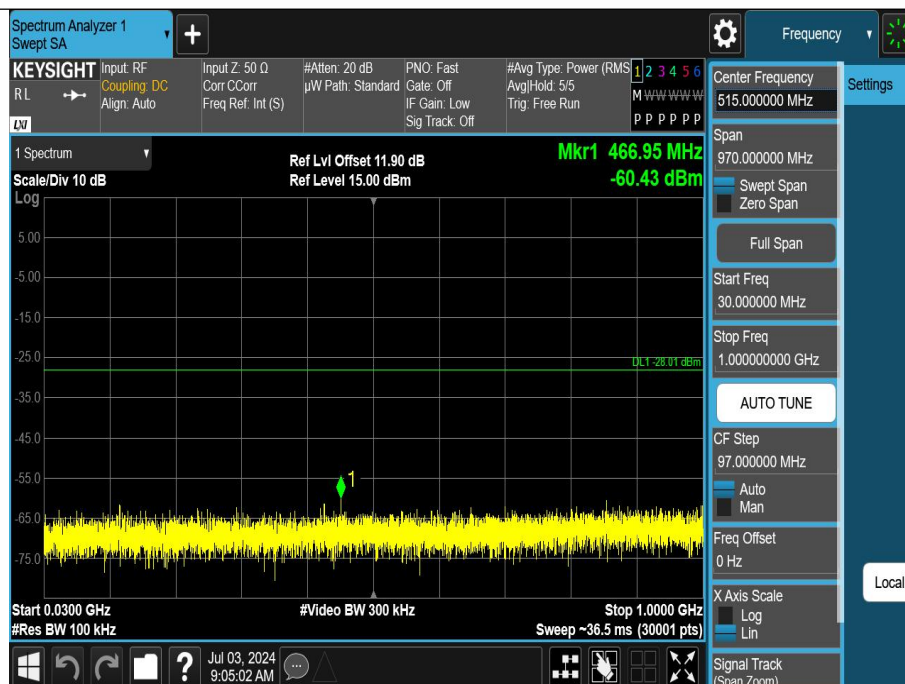 Spectrum Analyzer 1
Swept SA
Frequency
KEYSIGHT
RL
LXI
Input: RF
Coupling: DC
Align: Auto
Input Z: 50 Ω
Corr CCorr
Freq Ref: Int (S)
#Atten: 20 dB
µW Path: Standard
PNO: Fast
Gate: Off
IF Gain: Low
Sig Track: Off
#Avg Type: Power (RMS
Avg|Hold: 5/5
Trig: Free Run
1 2 3 4 5 6
M W W W W W
P P P P P P
Settings
1 Spectrum
Scale/Div 10 dB
Ref Lvl Offset 11.90 dB
Ref Level 15.00 dBm
Mkr1 466.95 MHz
-60.43 dBm
Log
5.00
-5.00
-15.0
-25.0
-35.0
-45.0
-55.0
-65.0
-75.0
DL1 -28.01 dBm
1
Start 0.0300 GHz
#Res BW 100 kHz
#Video BW 300 kHz
Stop 1.0000 GHz
Sweep ~36.5 ms (30001 pts)
Center Frequency
515.000000 MHz
Span
970.000000 MHz
Swept Span
Zero Span
Full Span
Start Freq
30.000000 MHz
Stop Freq
1.000000000 GHz
AUTO TUNE
CF Step
97.000000 MHz
Auto
Man
Freq Offset
0 Hz
X Axis Scale
Log
Lin
Signal Track
(Span Zoom)
Local
Jul 03, 2024
9:05:02 AM